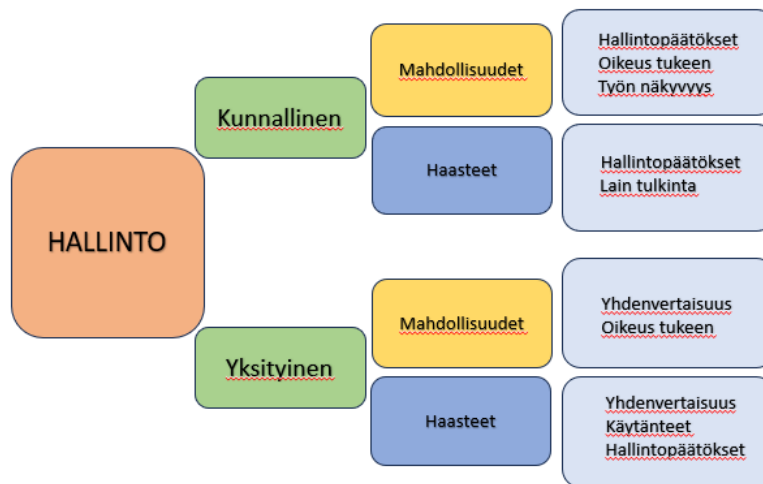 HALLINTO
Kunnallinen
Mahdollisuudet
Hallintopäätökset
Oikeus tukeen
Työn näkyvyys
Haasteet
Hallintopäätökset
Lain tulkinta
Yksityinen
Mahdollisuudet
Yhdenvertaisuus
Oikeus tukeen
Haasteet
Yhdenvertaisuus
Käytänteet
Hallintopäätökset